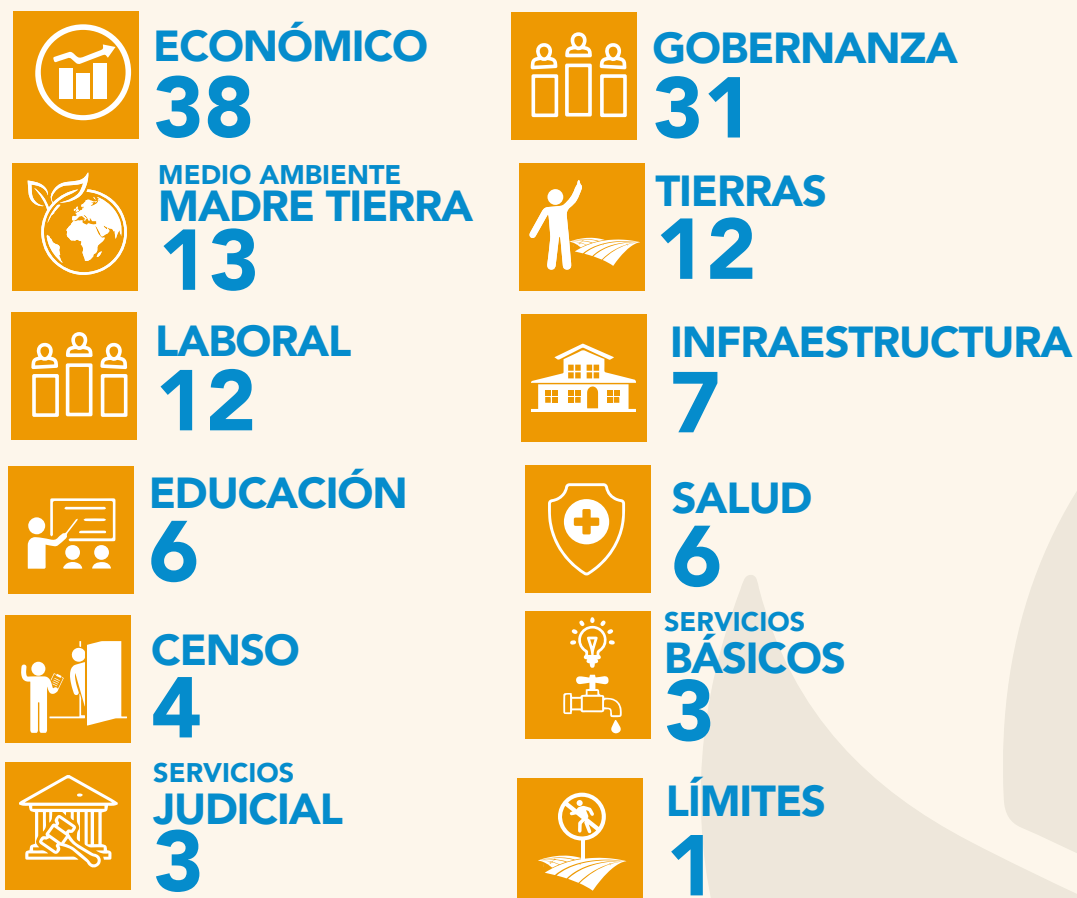 ECONÓMICO
38
GOBERNANZA
31
MEDIO AMBIENTE
MADRE TIERRA
13
TIERRAS
12
LABORAL
12
INFRAESTRUCTURA
7
EDUCACIÓN
6
SALUD
6
CENSO
4
SERVICIOS
BÁSICOS
3
SERVICIOS
JUDICIAL
3
LÍMITES
1